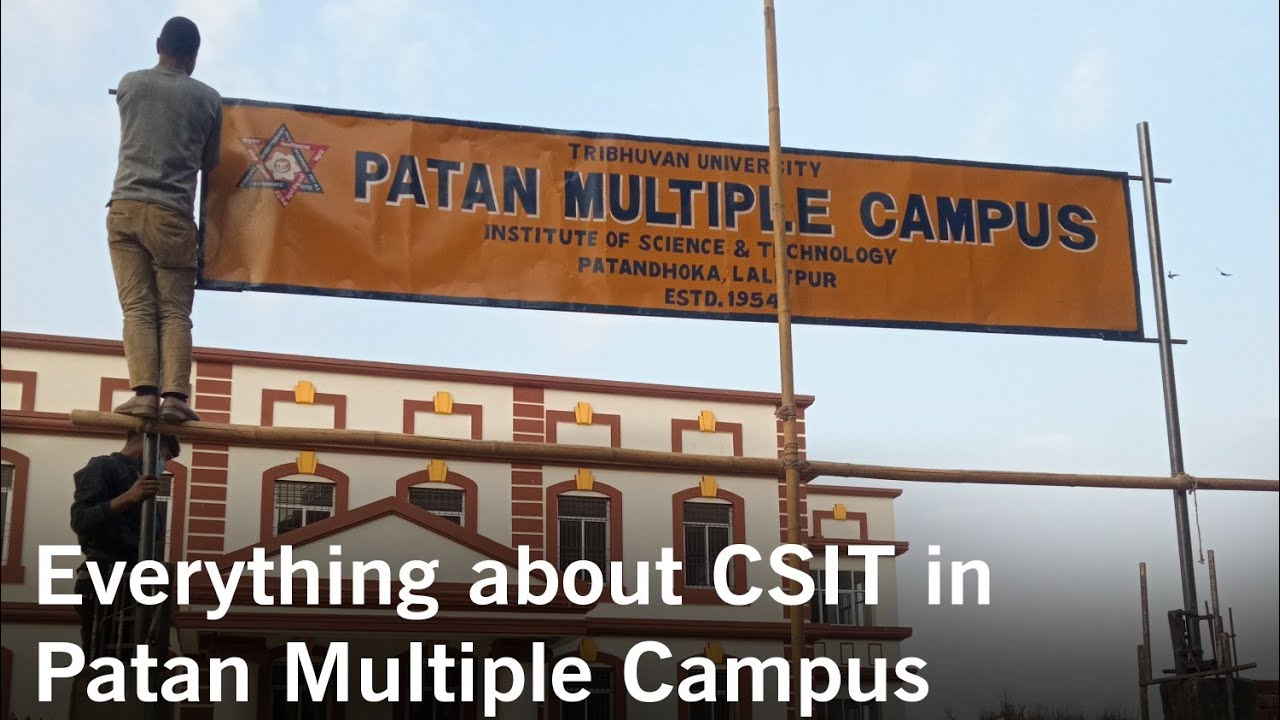 TRIBHUVAN UNIVERSITY
PATAN MULTIPLE CAMPUS
INSTITUTE OF SCIENCE & TECHNOLOGY
PATANDHOKA, LALITPUR
ESTD. 1954
Everything about CSIT in
Patan Multiple Campus